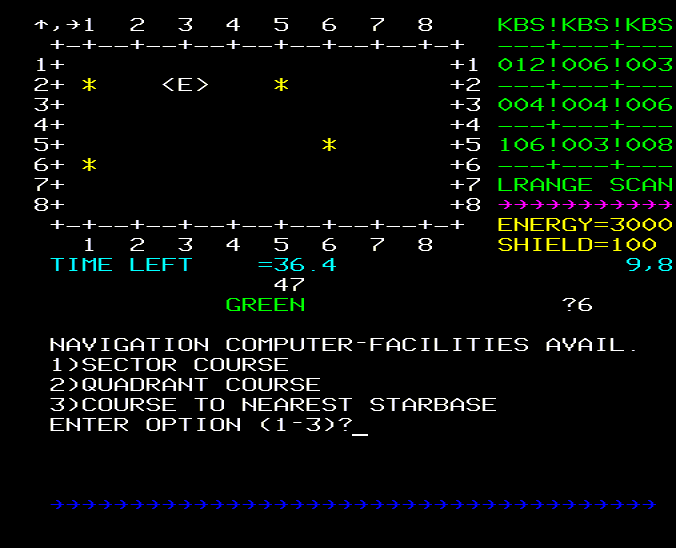 ↑,→1  2  3  4  5  6  7  8    KBS!KBS!KBS
 +-+--+--+--+--+--+--+--+-+  ---+---+---
1+                        +1 012!006!003
2+ *    <E>    *          +2 ---+---+---
3+                        +3 004!004!006
4+                        +4 ---+---+---
5+                *       +5 106!003!008
6+ *                      +6 ---+---+---
7+                        +7 LRANGE SCAN
8+                        +8 →→→→→→→→→→→
 +-+--+--+--+--+--+--+--+-+  ENERGY=3000
   1  2  3  4  5  6  7  8    SHIELD=100
 TIME LEFT    =36.4                  9,8
               47
            GREEN                ?6
 NAVIGATION COMPUTER-FACILITIES AVAIL.
 1)SECTOR COURSE
 2)QUADRANT COURSE
 3)COURSE TO NEAREST STARBASE
 ENTER OPTION (1-3)?_
 →→→→→→→→→→→→→→→→→→→→→→→→→→→→→→→→→→→→→→